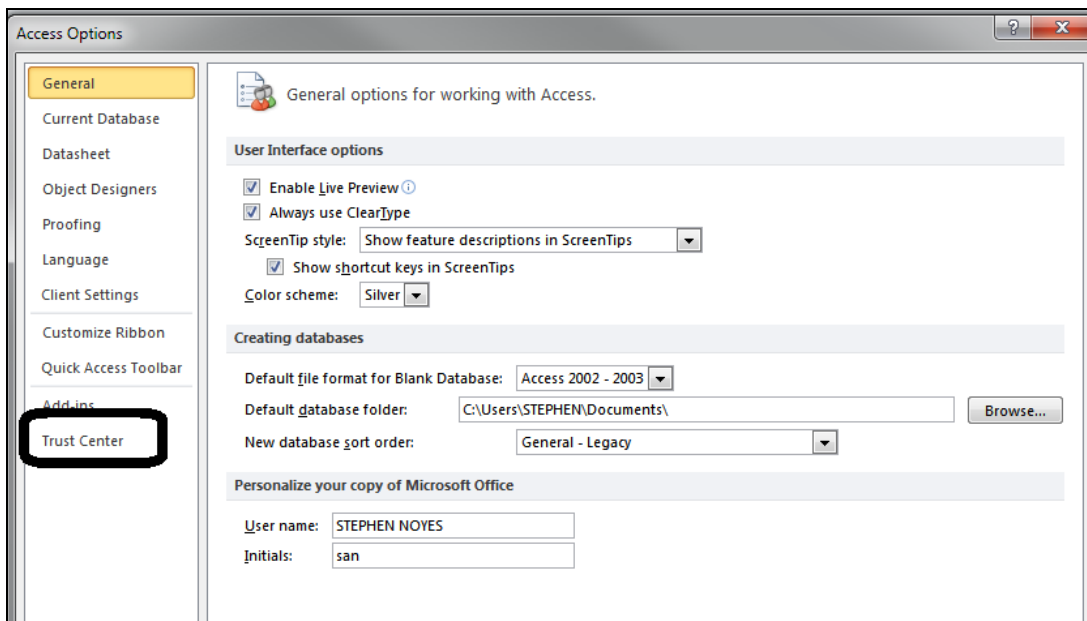 Access Options
?
X
General
Current Database
Datasheet
Object Designers
Proofing
Language
Client Settings
Customize Ribbon
Quick Access Toolbar
Add-ins
Trust Center
General options for working with Access.
User Interface options
Enable Live Preview
Always use ClearType
ScreenTip style: Show feature descriptions in ScreenTips
Show shortcut keys in ScreenTips
Color scheme: Silver
Creating databases
Default file format for Blank Database: Access 2002 - 2003
Default database folder: C:\Users\STEPHEN\Documents\ Browse...
New database sort order: General - Legacy
Personalize your copy of Microsoft Office
User name: STEPHEN NOYES
Initials: san